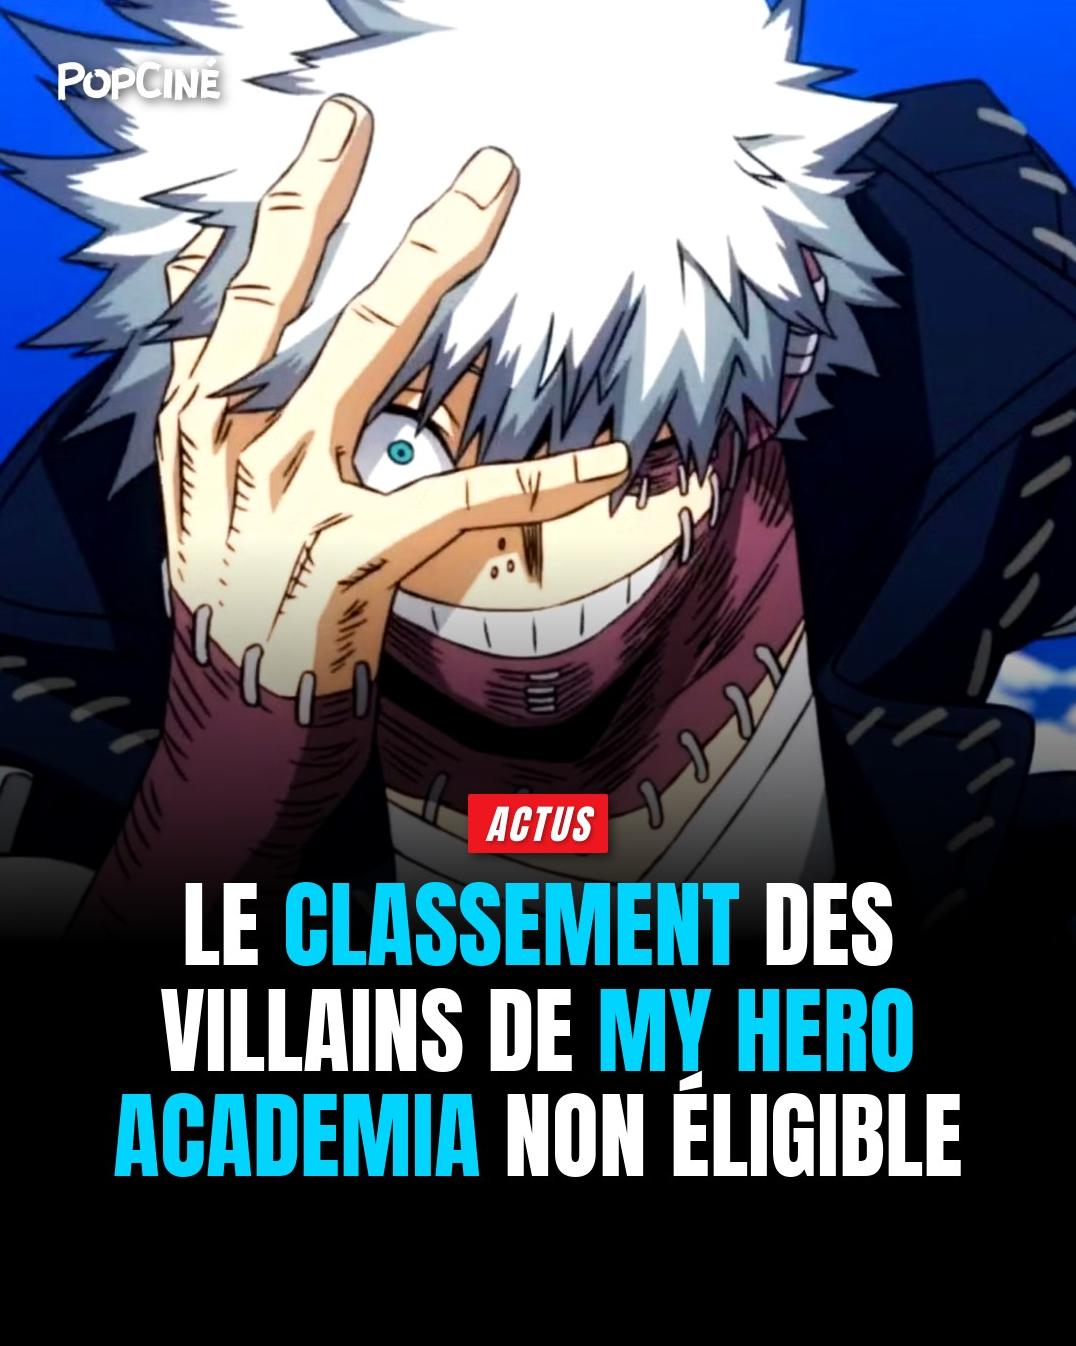 POPCINÉ
ACTUS
LE CLASSEMENT DES
VILLAINS DE MY HERO
ACADEMIA NON ÉLIGIBLE